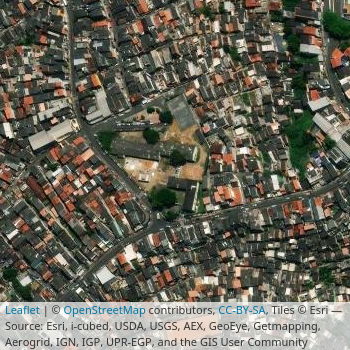 Leaflet | © OpenStreetMap contributors, CC-BY-SA, Tiles © Esri —
Source: Esri, i-cubed, USDA, USGS, AEX, GeoEye, Getmapping,
Aerogrid, IGN, IGP, UPR-EGP, and the GIS User Community